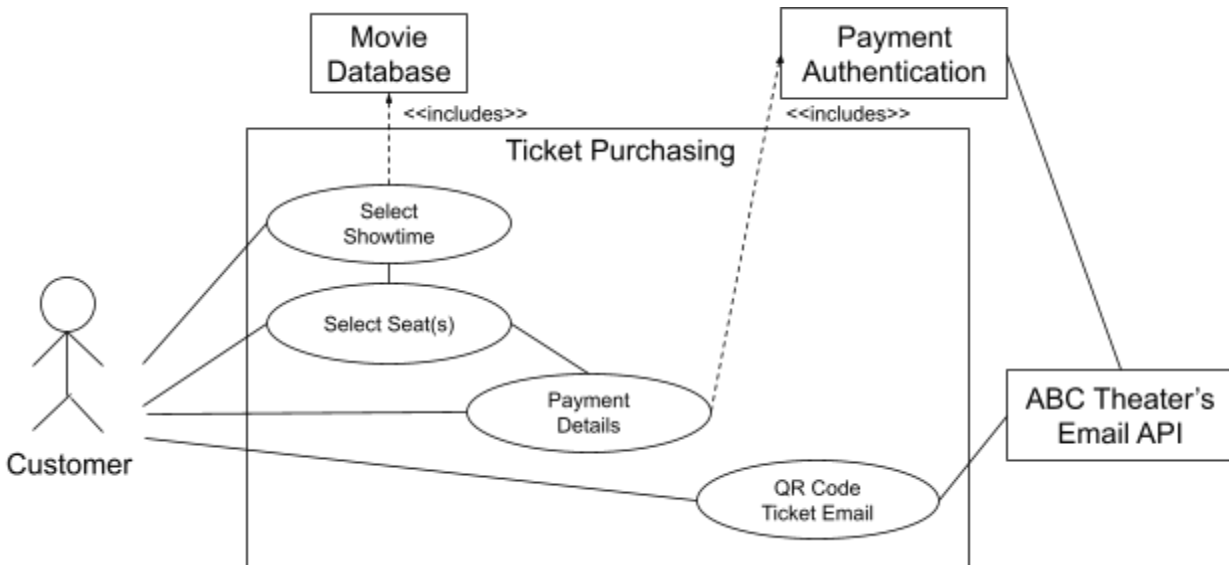 Movie
Database
Payment
Authentication
<<includes>>
<<includes>>
Ticket Purchasing
Select
Showtime
Select Seat(s)
Payment
Details
ABC Theater's
Email API
Customer
QR Code
Ticket Email